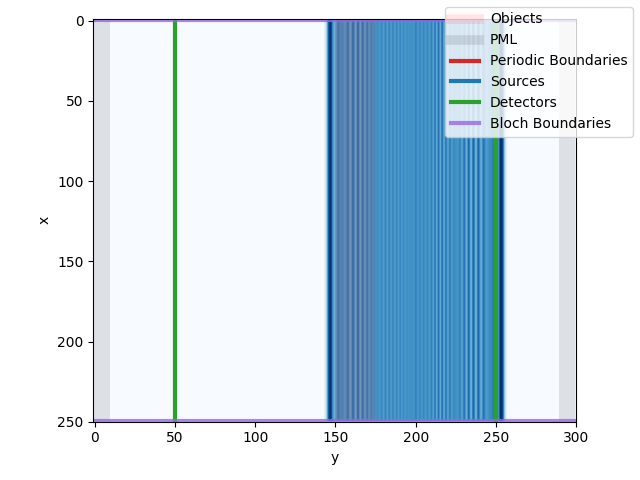 Objects
PML
Periodic Boundaries
Sources
Detectors
Bloch Boundaries
0
50
100
150
200
250
x
0 50 100 150 200 250 300
y